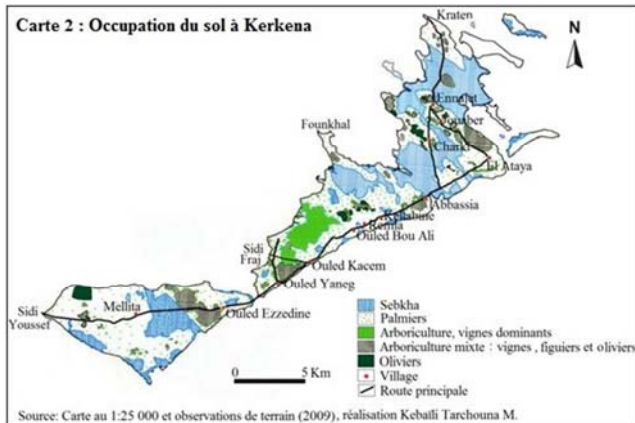 Carte 2 : Occupation du sol à Kerkena
Kraten
N
Ennajet
Jouaber
Founkhal
Charki
El Ataya
Abbassia
Kellabine
Remla
Ouled Bou Ali
Sidi
Fraj
Ouled Kacem
Ouled Yaneg
Mellita
Sidi
Youssef
Ouled Ezzedine
Sebkha
Palmiers
Arboriculture, vignes dominants
Arboriculture mixte : vignes, figuiers et oliviers
Oliviers
Village
Route principale
0 5 Km
Source: Carte au 1:25 000 et observations de terrain (2009), réalisation Kebaïli Tarchouna M.